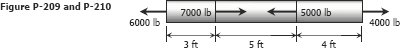 Figure P-209 and P-210
7000 lb 5000 lb
6000 lb 4000 lb
3 ft 5 ft 4 ft